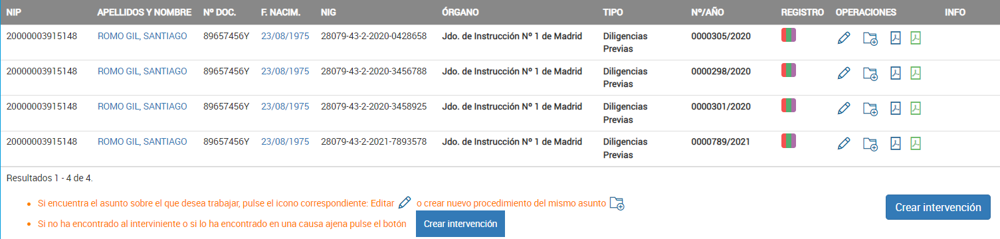 NIP APELLIDOS Y NOMBRE Nº DOC. F. NACIM. NIG ÓRGANO TIPO Nº/AÑO REGISTRO OPERACIONES INFO
20000003915148 ROMO GIL, SANTIAGO 89657456Y 23/08/1975 28079-43-2-2020-0428658 Jdo. de Instrucción Nº 1 de Madrid Diligencias 0000305/2020
Previas
20000003915148 ROMO GIL, SANTIAGO 89657456Y 23/08/1975 28079-43-2-2020-3456788 Jdo. de Instrucción Nº 1 de Madrid Diligencias 0000298/2020
Previas
20000003915148 ROMO GIL, SANTIAGO 89657456Y 23/08/1975 28079-43-2-2020-3458925 Jdo. de Instrucción Nº 1 de Madrid Diligencias 0000301/2020
Previas
20000003915148 ROMO GIL, SANTIAGO 89657456Y 23/08/1975 28079-43-2-2021-7893578 Jdo. de Instrucción Nº 1 de Madrid Diligencias 0000789/2021
Previas
Resultados 1 - 4 de 4.
• Si encuentra el asunto sobre el que desea trabajar, pulse el icono correspondiente: Editar o crear nuevo procedimiento del mismo asunto
Crear intervención
• Si no ha encontrado al interviniente o si lo ha encontrado en una causa ajena pulse el botón Crear intervención